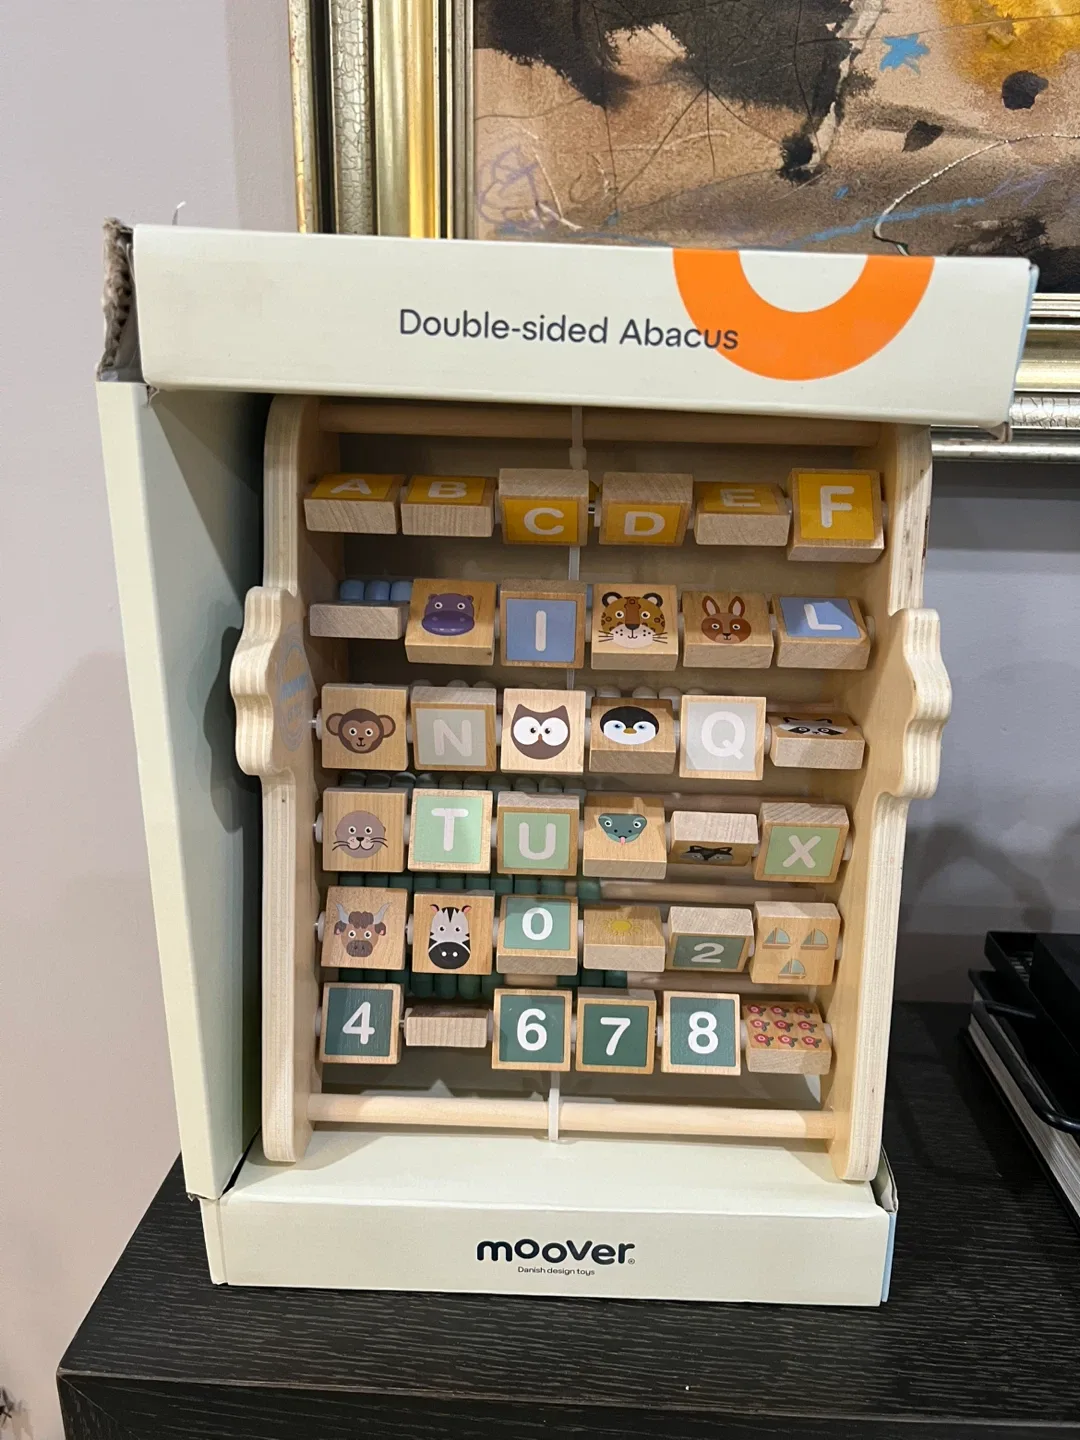 Double-sided Abacus
A B C D E F
I L
N Q
T U X
0 2
4 6 7 8
moover®
Danish design toys